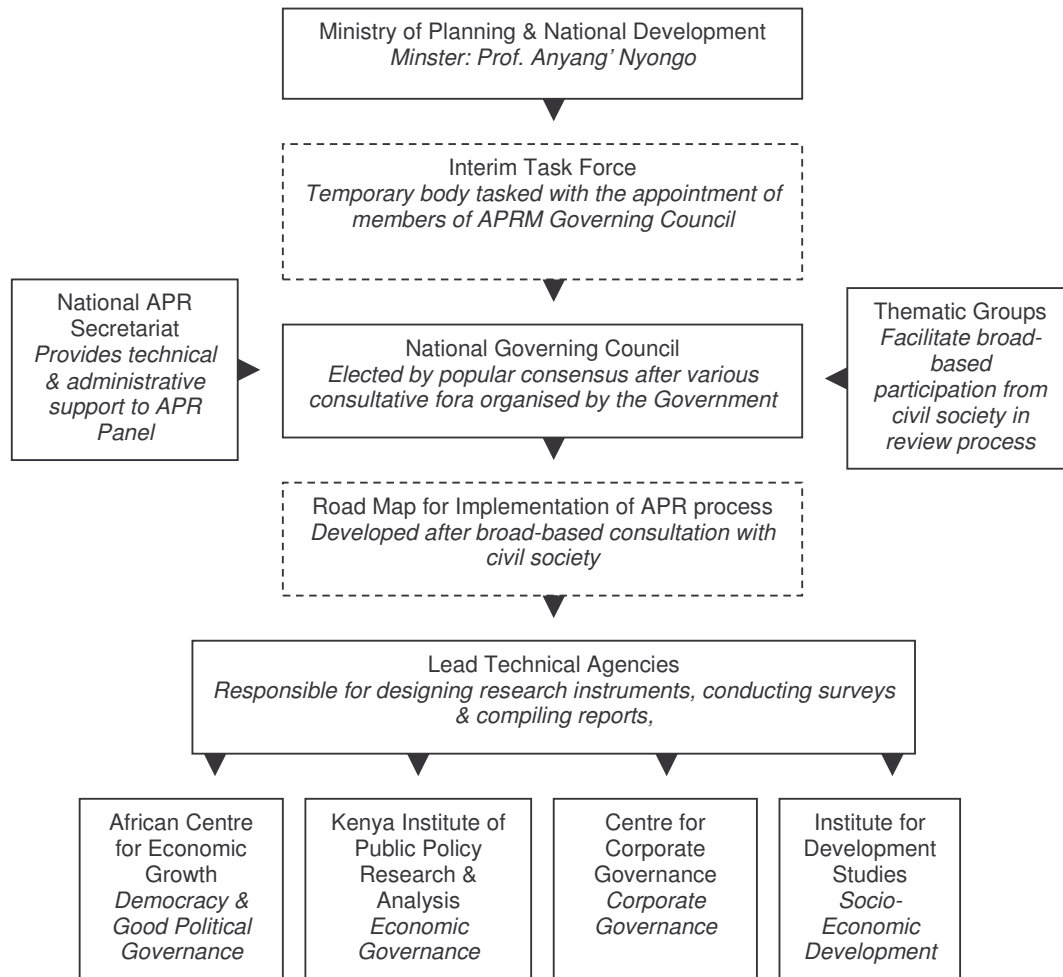 Ministry of Planning & National Development
Minster: Prof. Anyang’ Nyongo
Interim Task Force
Temporary body tasked with the appointment of
members of APRM Governing Council
National APR
Secretariat
Provides technical
& administrative
support to APR
Panel
National Governing Council
Elected by popular consensus after various
consultative fora organised by the Government
Thematic Groups
Facilitate broad-
based
participation from
civil society in
review process
Road Map for Implementation of APR process
Developed after broad-based consultation with
civil society
Lead Technical Agencies
Responsible for designing research instruments, conducting surveys
& compiling reports,
African Centre
for Economic
Growth
Democracy &
Good Political
Governance
Kenya Institute of
Public Policy
Research &
Analysis
Economic
Governance
Centre for
Corporate
Governance
Corporate
Governance
Institute for
Development
Studies
Socio-
Economic
Development